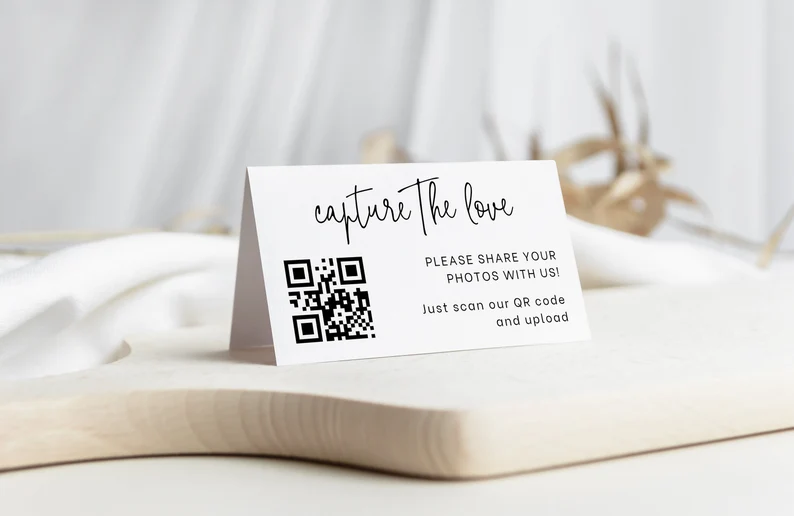 capture The love
PLEASE SHARE YOUR
PHOTOS WITH US!
Just scan our QR code
and upload